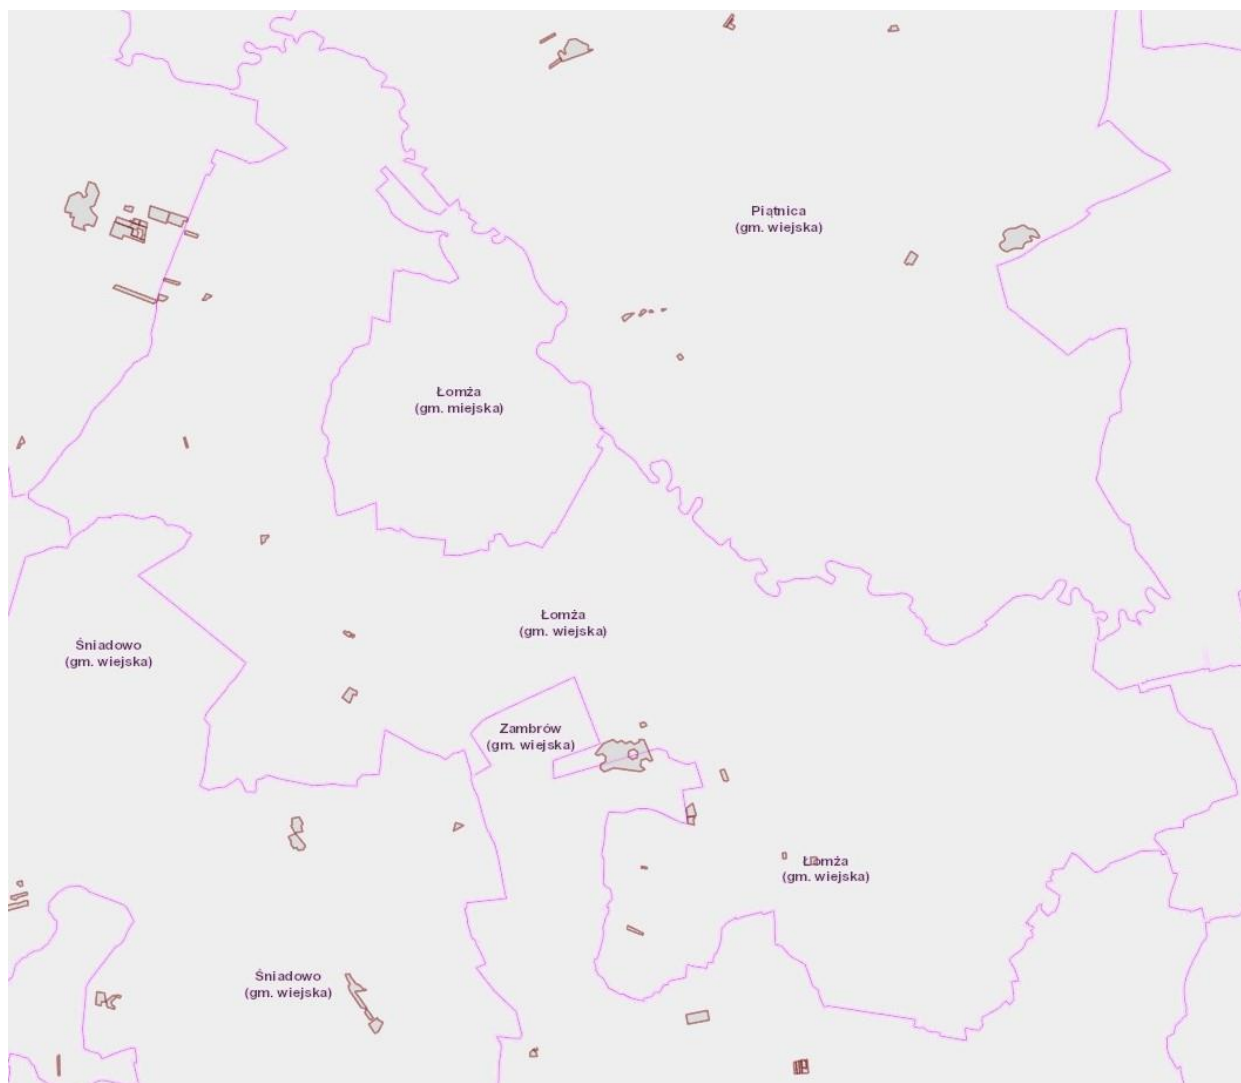 Piątnica
(gm. wiejska)
Łomża
(gm. miejska)
Łomża
(gm. wiejska)
Śniadowo
(gm. wiejska)
Zambrów
(gm. wiejska)
Łomża
(gm. wiejska)
Śniadowo
(gm. wiejska)